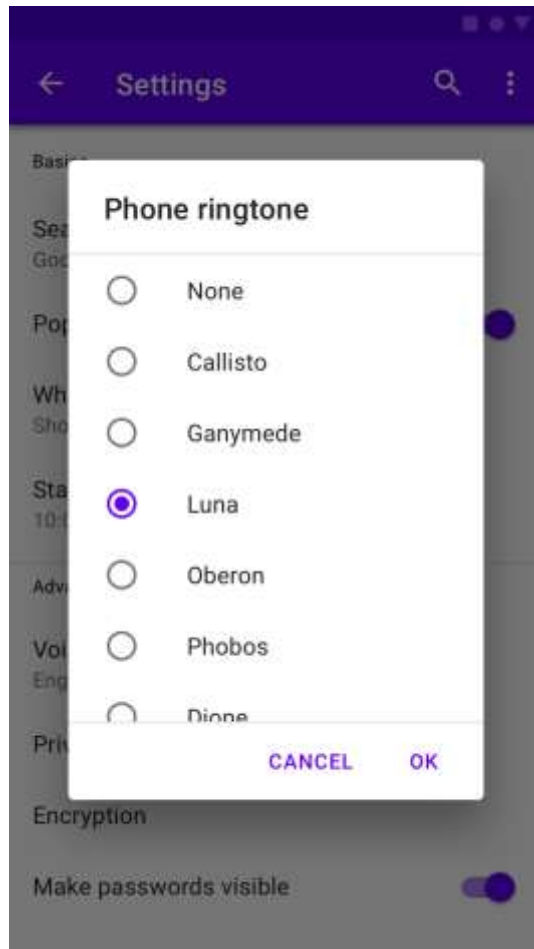 Settings
Phone ringtone
None
Callisto
Ganymede
Luna
Oberon
Phobos
Dione
CANCEL
OK
Encryption
Make passwords visible